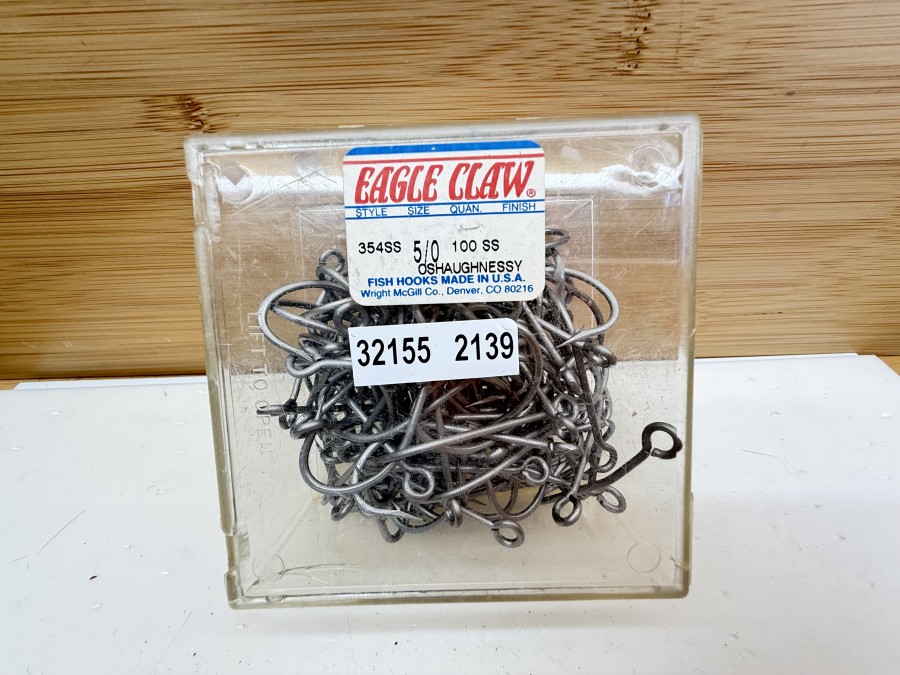 EAGLE CLAW®
STYLE SIZE QUAN. FINISH
354SS 5/0 100 SS
OSHAUGHNESSY
FISH HOOKS MADE IN U.S.A.
Wright McGill Co., Denver, CO 80216
32155 2139
LIFT TO OPEN